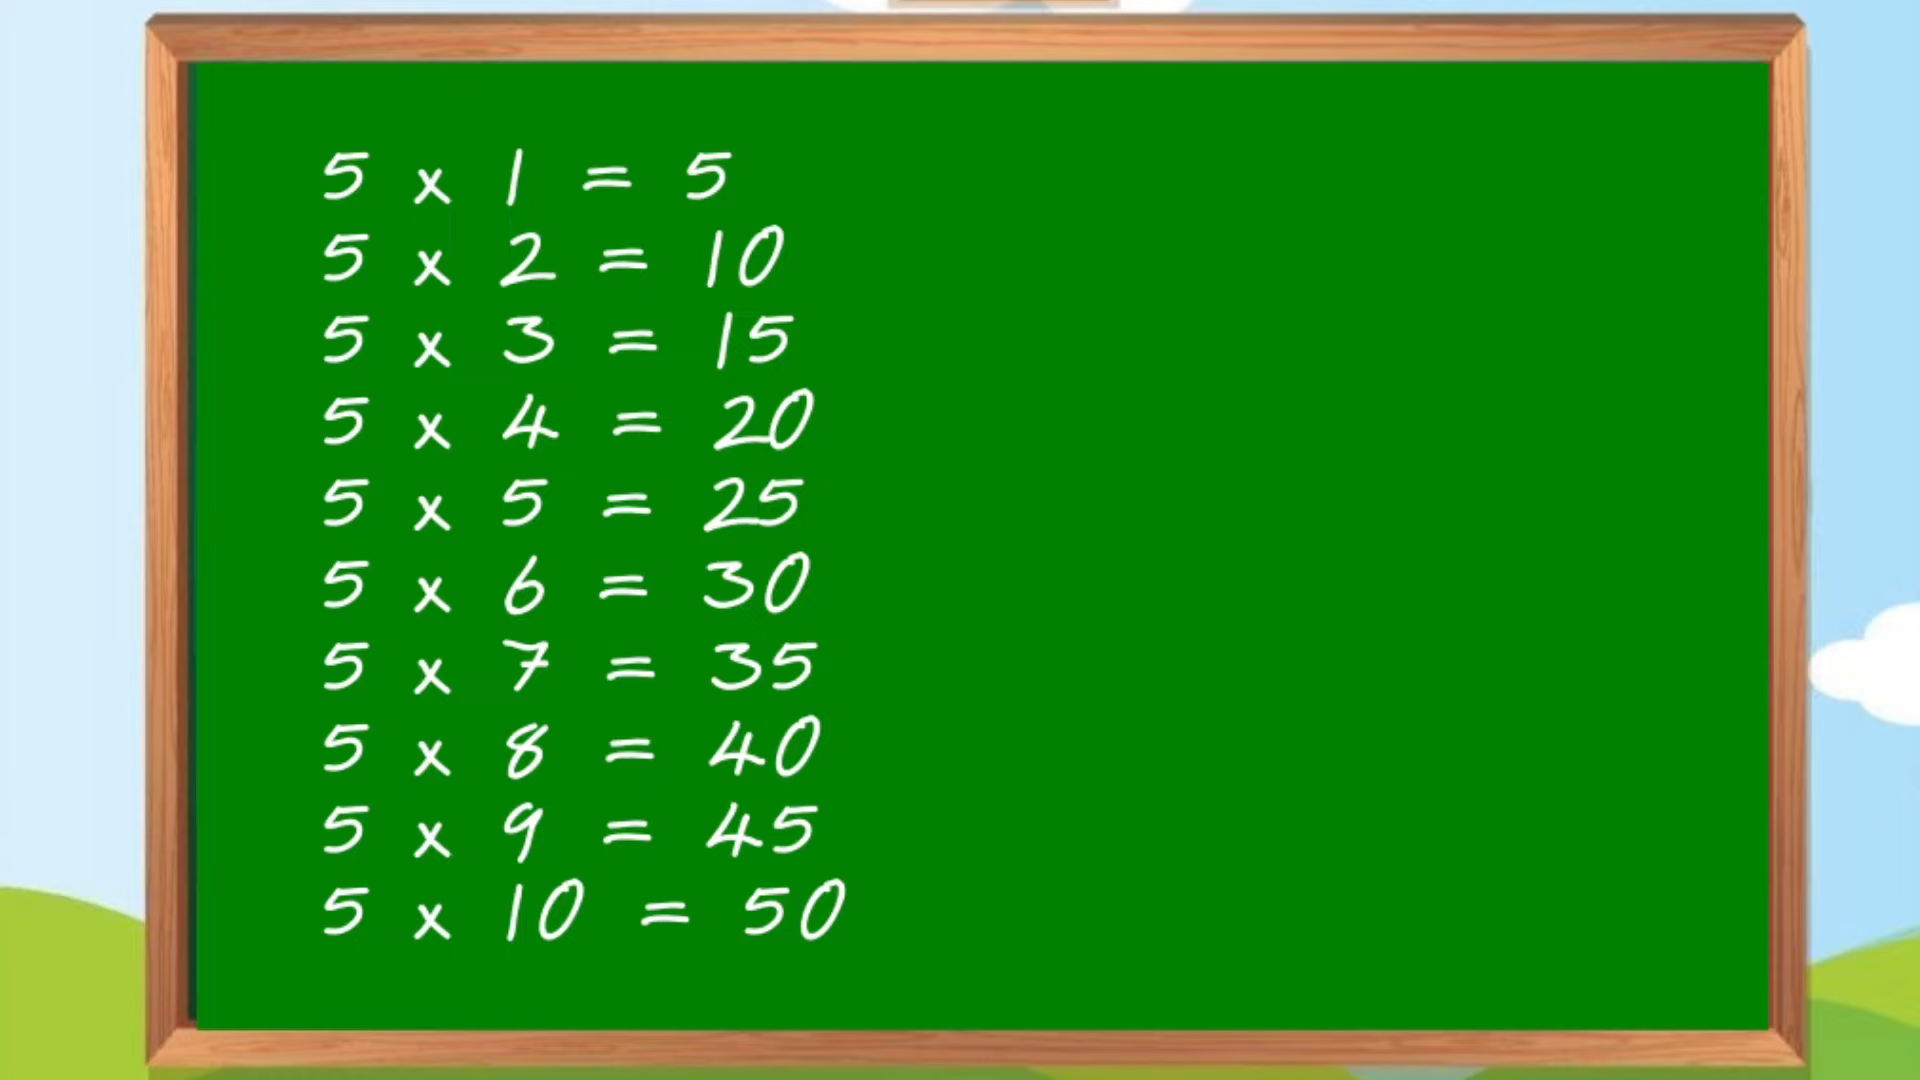 5 x 1 = 5
5 x 2 = 10
5 x 3 = 15
5 x 4 = 20
5 x 5 = 25
5 x 6 = 30
5 x 7 = 35
5 x 8 = 40
5 x 9 = 45
5 x 10 = 50